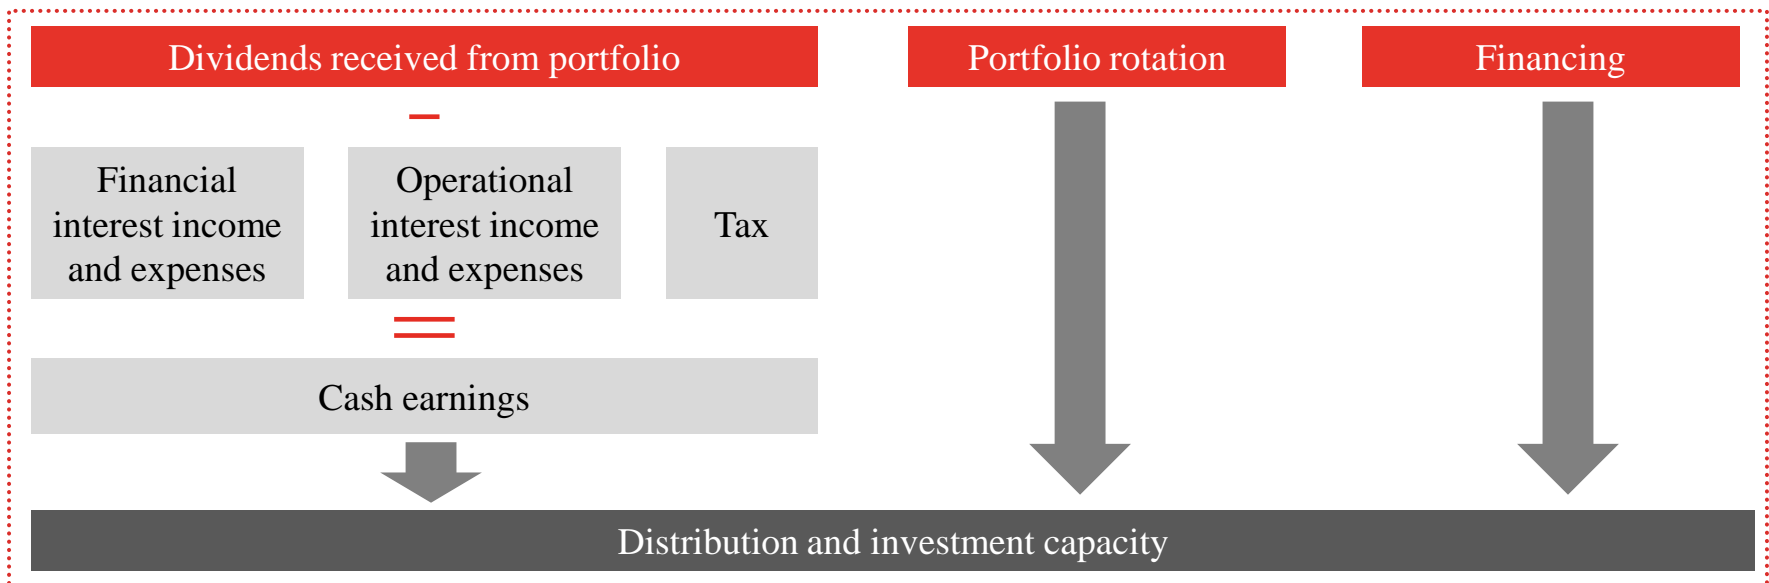 Dividends received from portfolio
Portfolio rotation
Financing
–
Financial
interest income
and expenses
Operational
interest income
and expenses
Tax
=
Cash earnings
Distribution and investment capacity